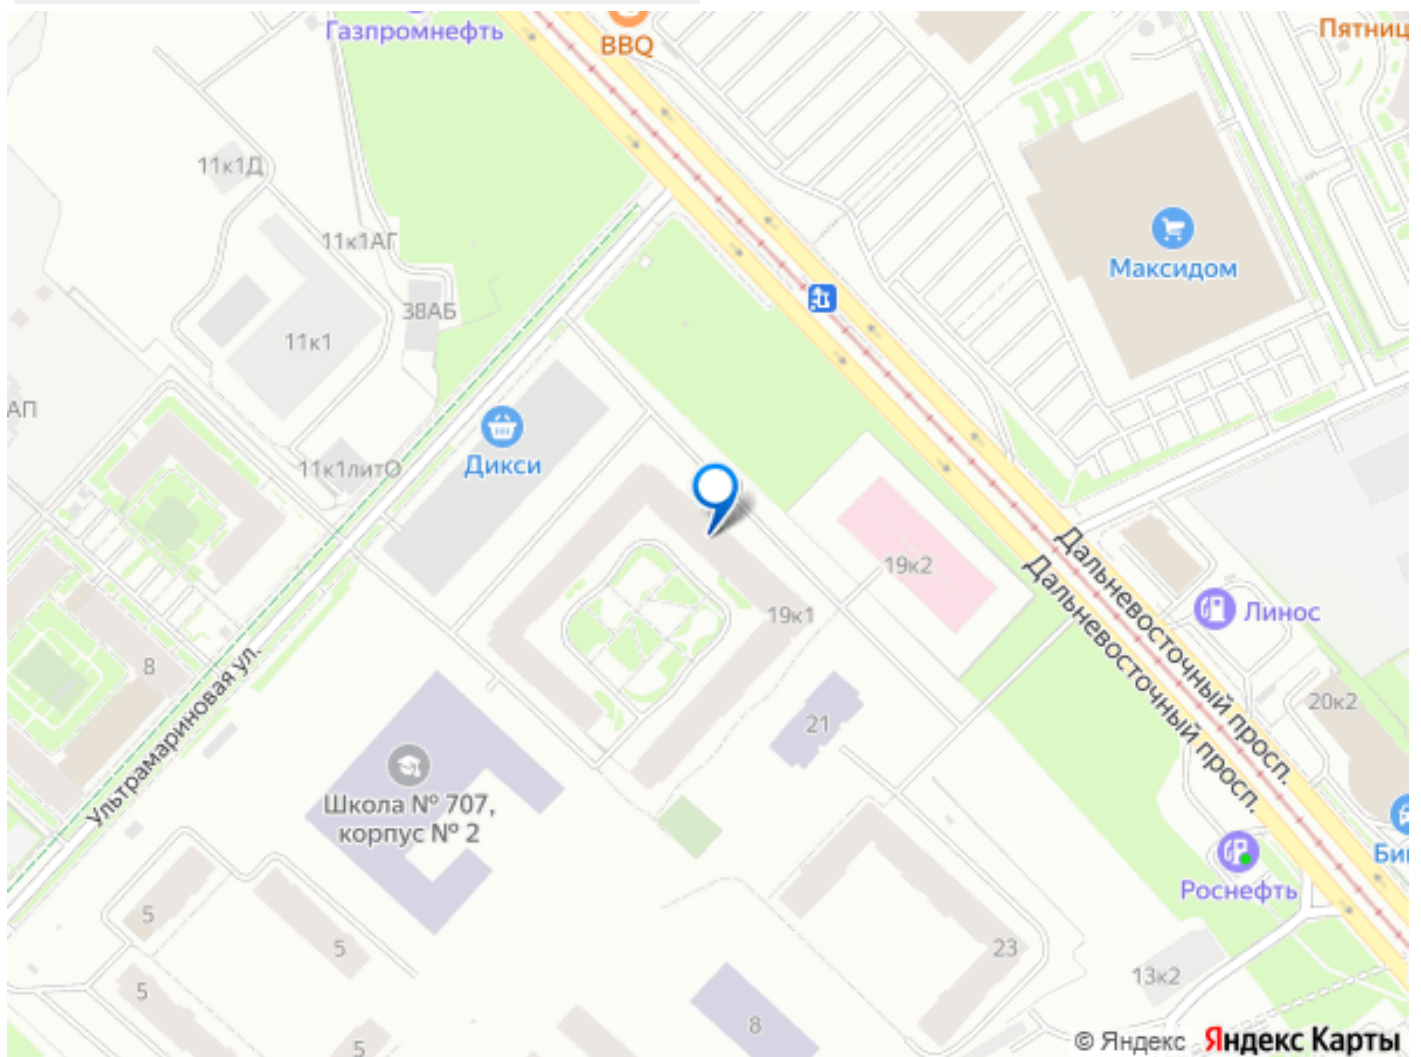 Газпромнефть
BBQ
Пятниц
11к1Д
11к1АГ
Максидом
38АБ
11к1
АП
Дикси
11к1литО
19к2
Дальневосточный просп.
Дальневосточный просп.
19к1
Линос
8
Ультрамариновая ул.
21
20к2
Школа № 707,
корпус № 2
Би
Роснефть
5
5
23
13к2
5
8
5
© Яндекс Яндекс Карты